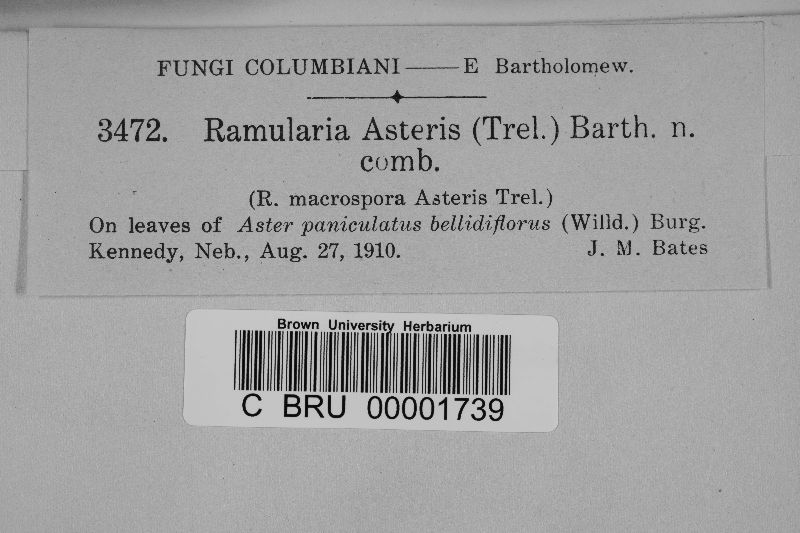 FUNGI COLUMBIANI——E Bartholomew.
3472. Ramularia Asteris (Trel.) Barth. n.
comb.
(R. macrospora Asteris Trel.)
On leaves of Aster paniculatus bellidiflorus (Willd.) Burg.
Kennedy, Neb., Aug. 27, 1910. J. M. Bates
Brown University Herbarium
C BRU 00001739